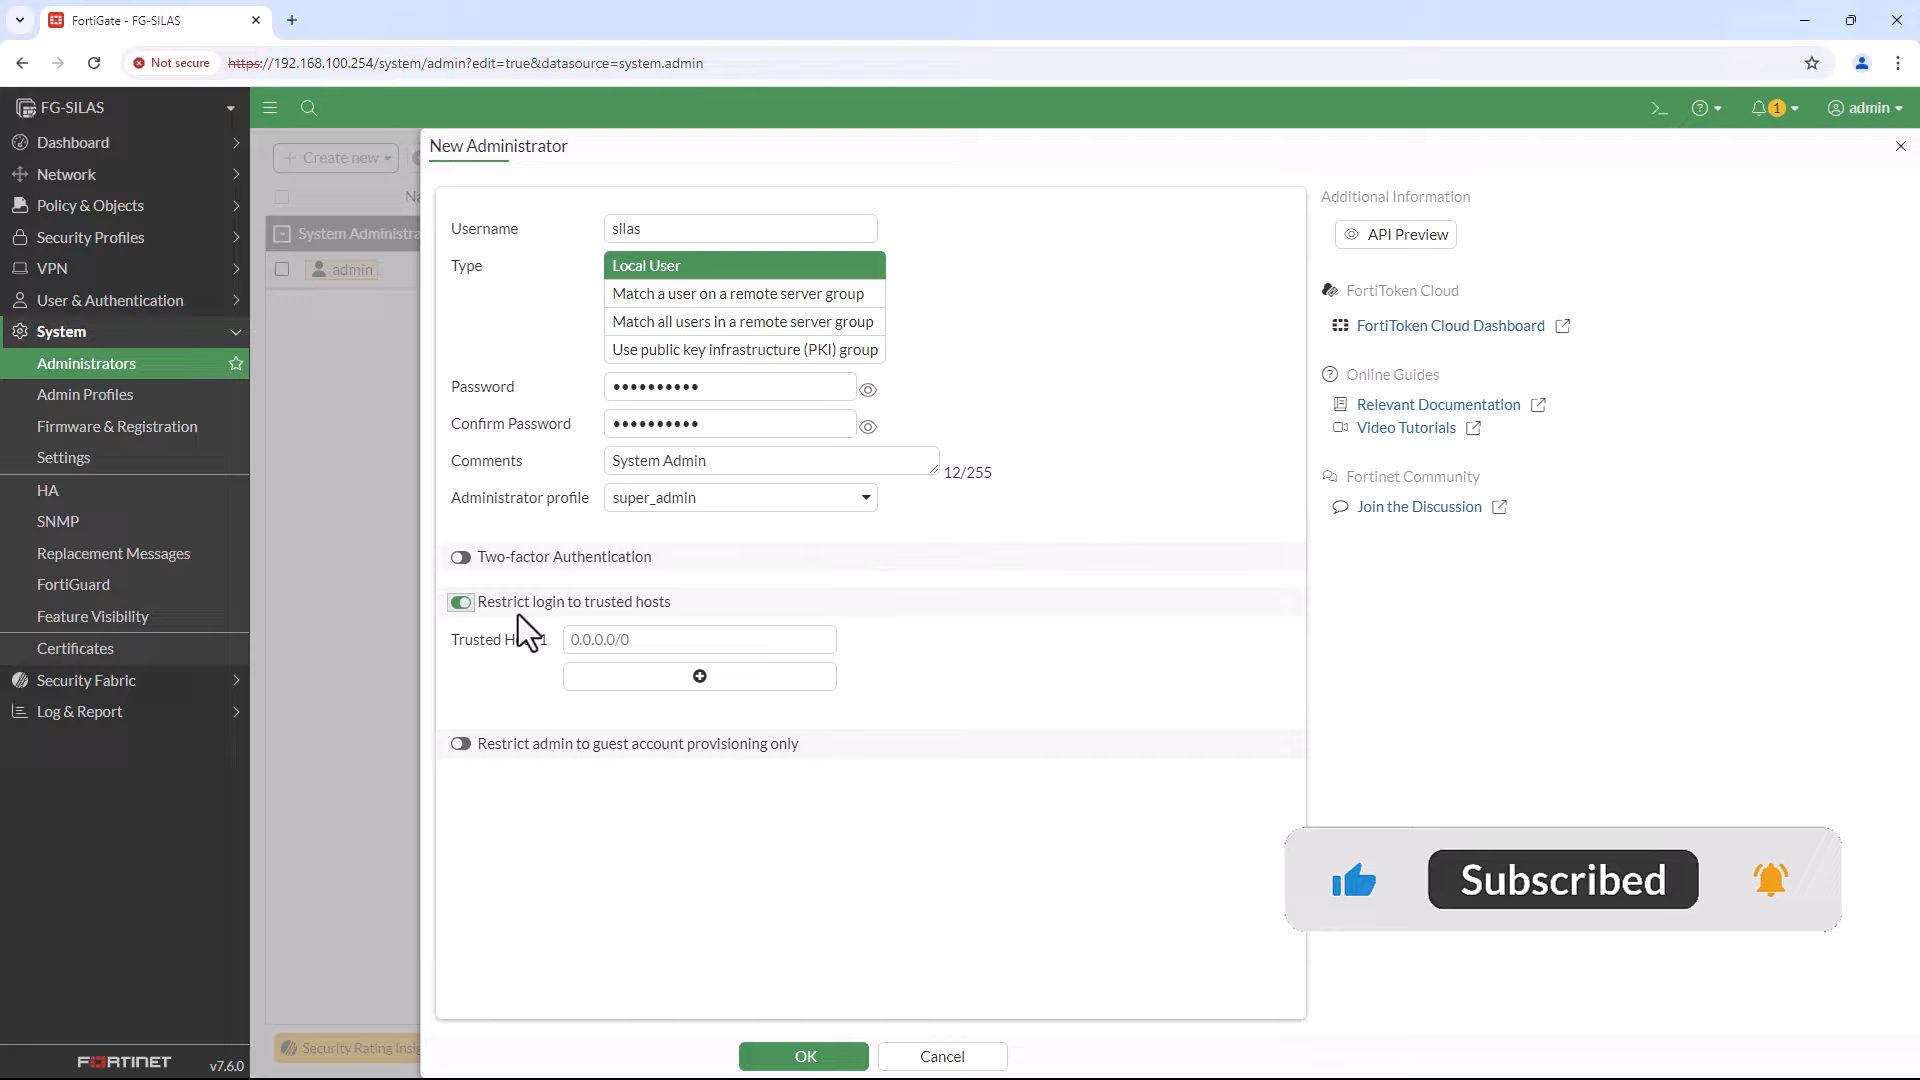 FortiGate - FG-SILAS
Not secure
https://192.168.100.254/system/admin?edit=true&datasource=system.admin
FG-SILAS
1
admin
Dashboard
Network
Policy & Objects
Security Profiles
VPN
User & Authentication
System
Administrators
Admin Profiles
Firmware & Registration
Settings
HA
SNMP
Replacement Messages
FortiGuard
Feature Visibility
Certificates
Security Fabric
Log & Report
FORTINET
v7.6.0
Create new
Na
System Administra
admin
Security Rating Insig
New Administrator
Username
silas
Type
Local User
Match a user on a remote server group
Match all users in a remote server group
Use public key infrastructure (PKI) group
Password
••••••••••
Confirm Password
••••••••••
Comments
System Admin
12/255
Administrator profile
super_admin
Two-factor Authentication
Restrict login to trusted hosts
Trusted H 1
0.0.0.0/0
Restrict admin to guest account provisioning only
OK
Cancel
Additional Information
API Preview
FortiToken Cloud
FortiToken Cloud Dashboard
Online Guides
Relevant Documentation
Video Tutorials
Fortinet Community
Join the Discussion
Subscribed